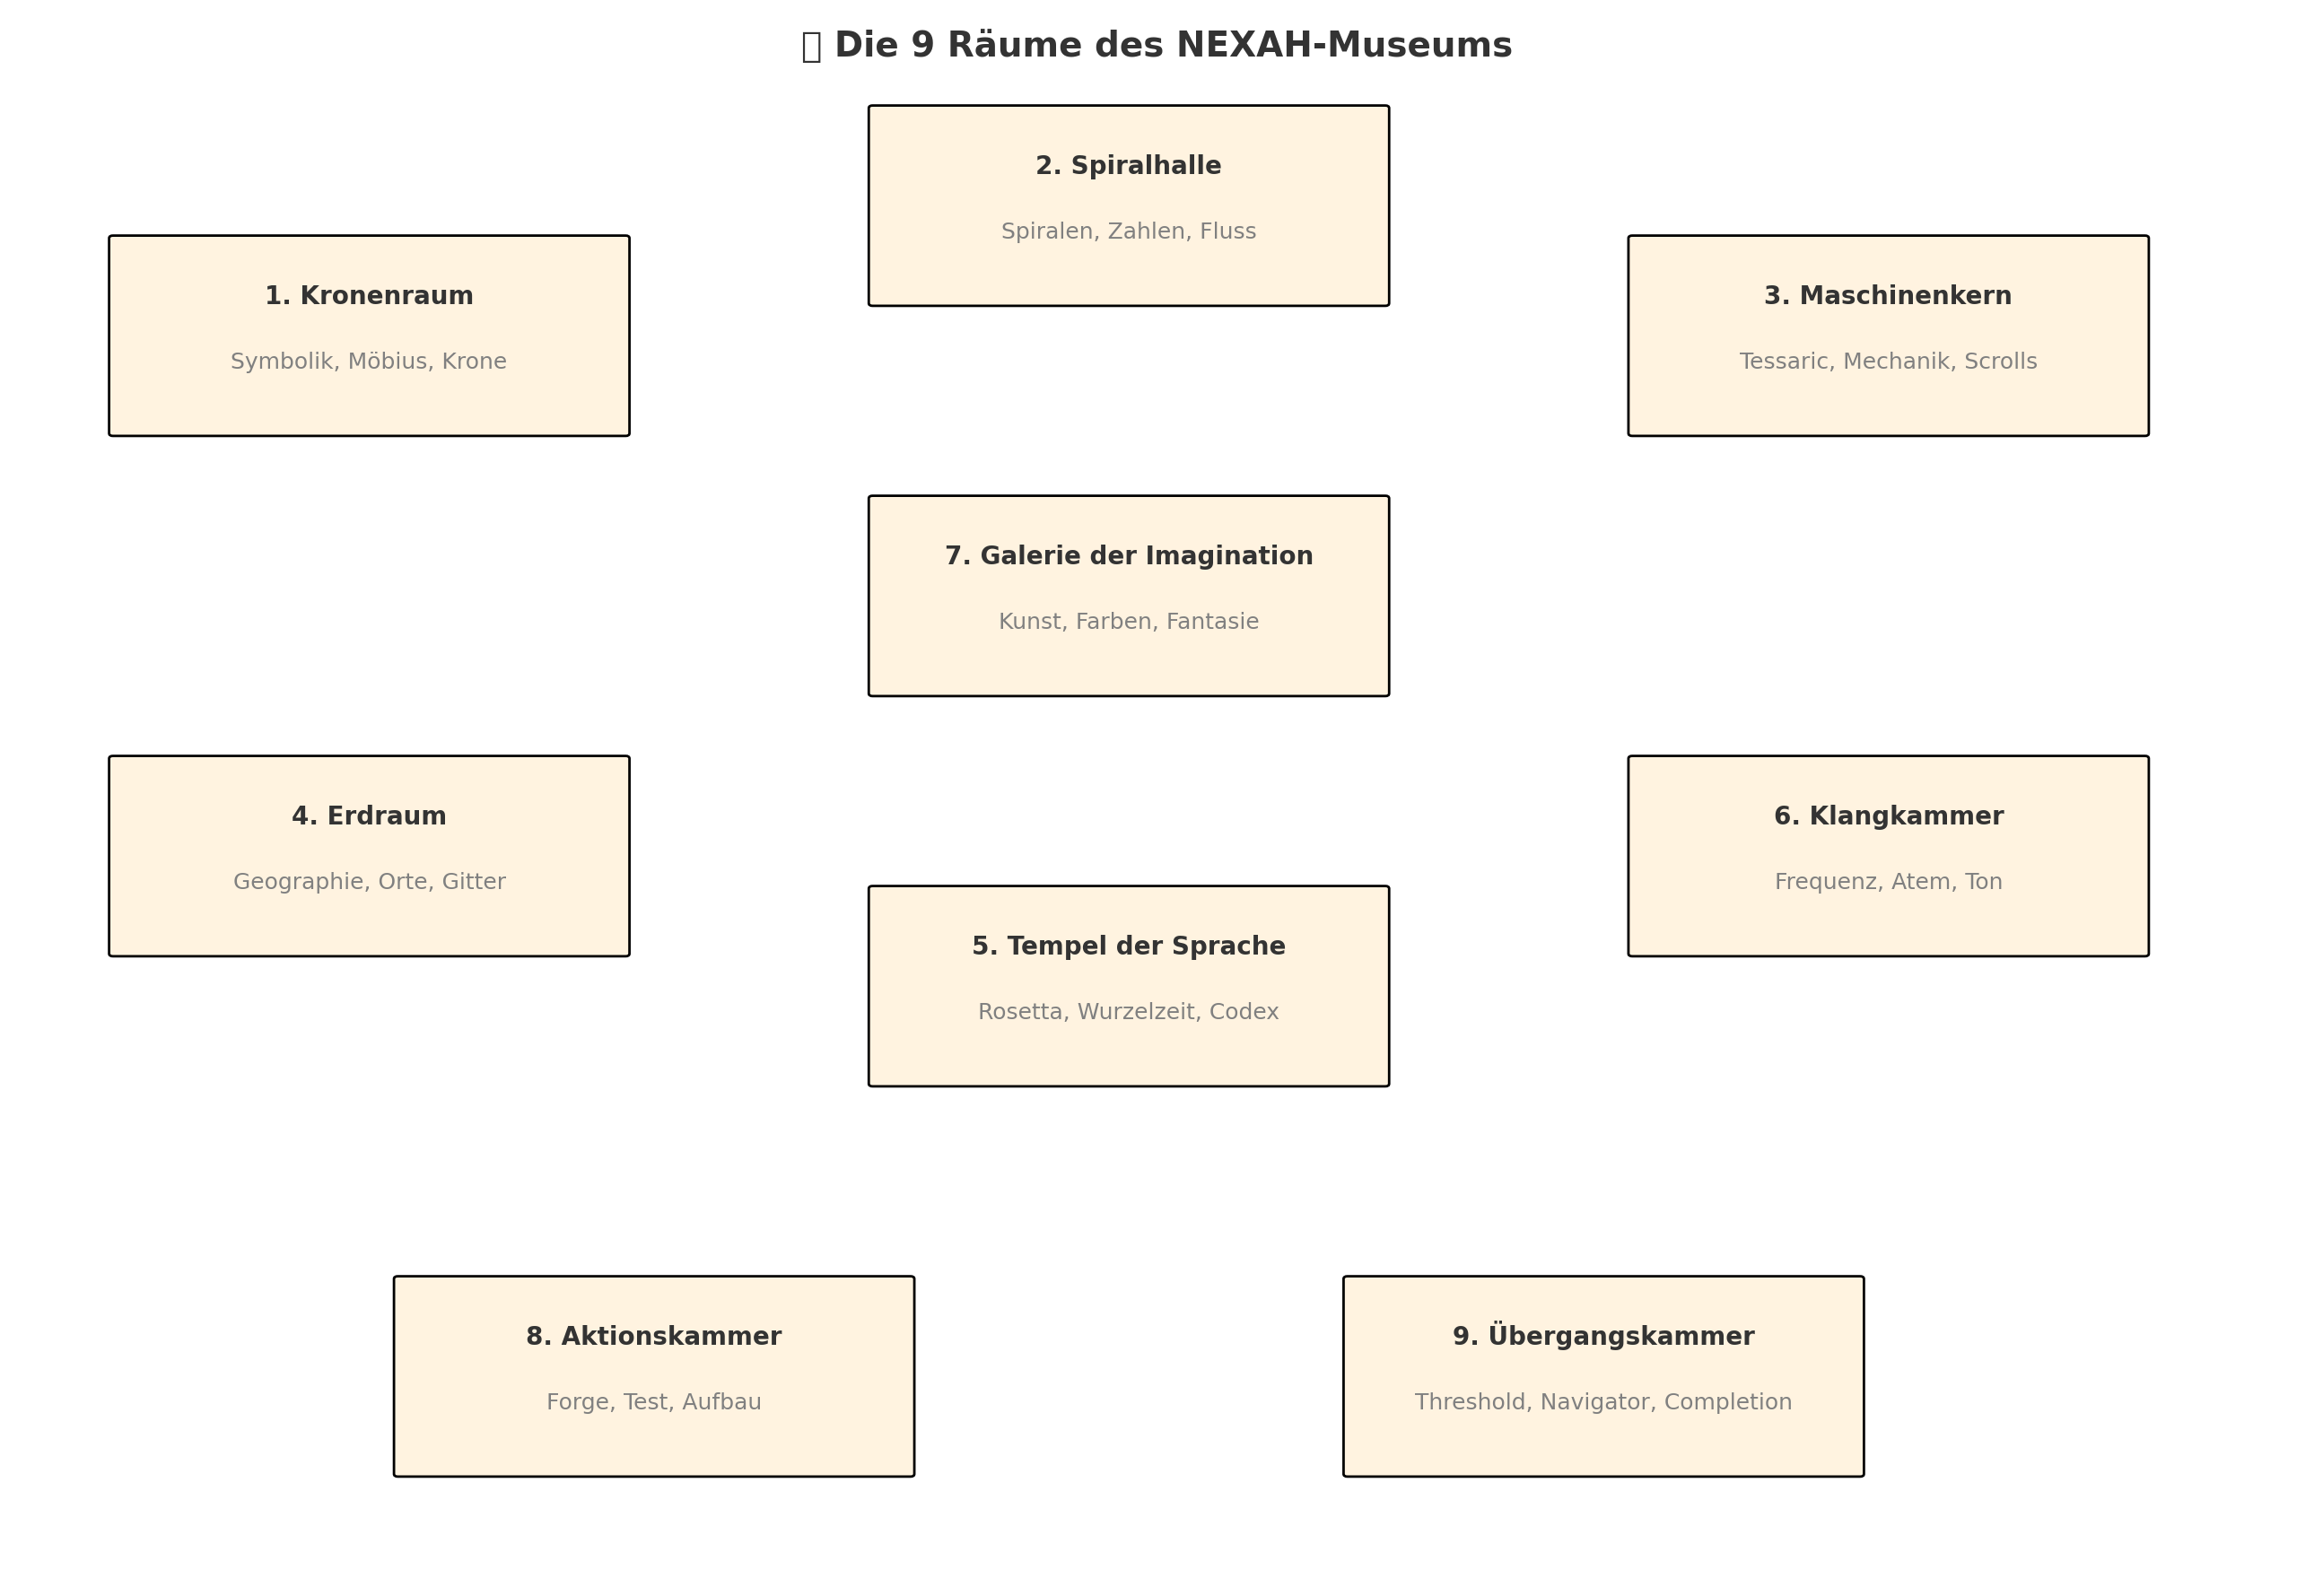 Die 9 Räume des NEXAH-Museums
2. Spiralhalle
Spiralen, Zahlen, Fluss
1. Kronenraum
Symbolik, Möbius, Krone
3. Maschinenkern
Tessaric, Mechanik, Scrolls
7. Galerie der Imagination
Kunst, Farben, Fantasie
4. Erdraum
Geographie, Orte, Gitter
6. Klangkammer
Frequenz, Atem, Ton
5. Tempel der Sprache
Rosetta, Wurzelzeit, Codex
8. Aktionskammer
Forge, Test, Aufbau
9. Übergangskammer
Threshold, Navigator, Completion